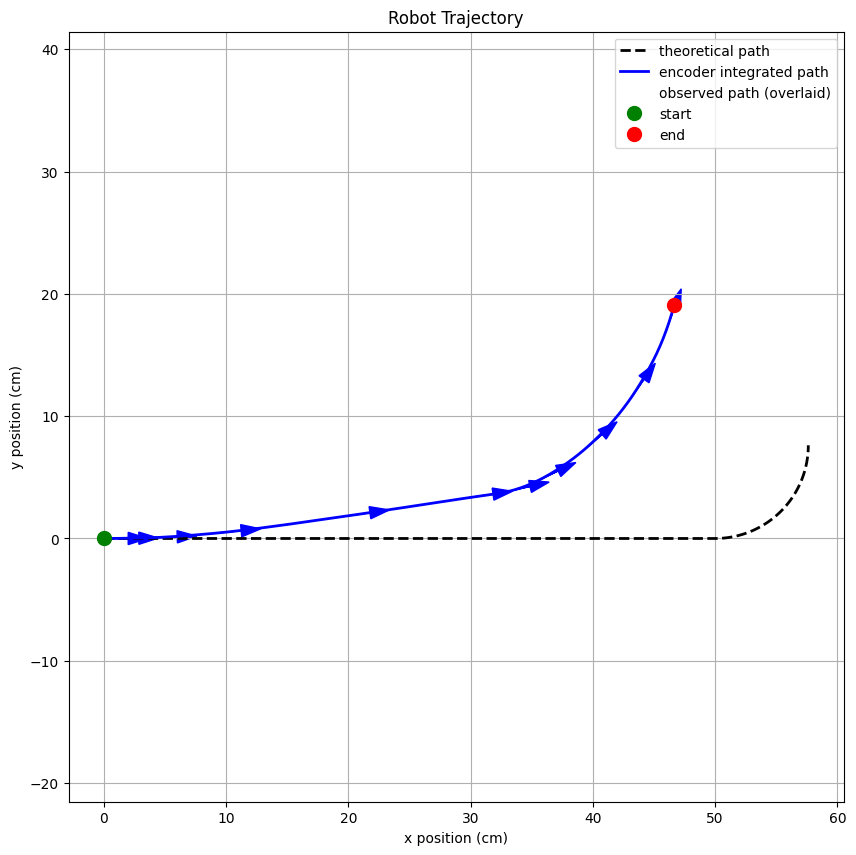 Robot Trajectory
theoretical path
encoder integrated path
observed path (overlaid)
start
end
y position (cm)
40
30
20
10
0
−10
−20
0
10
20
30
40
50
60
x position (cm)